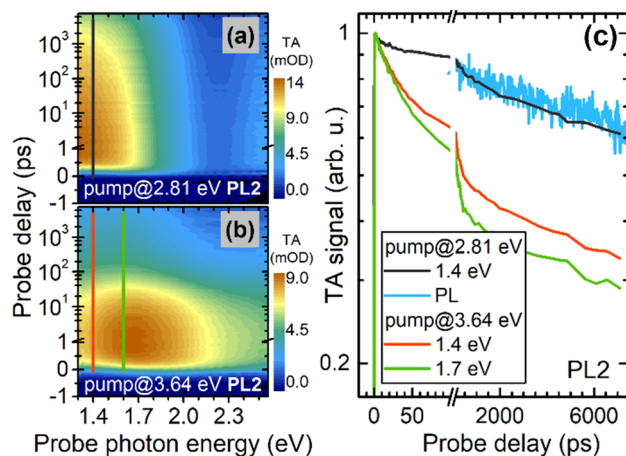 (a)
TA
(mOD)
14
9.5
4.5
0.0
10³
10²
10¹
1
0
-1
pump@2.81 eV PL2
(b)
TA
(mOD)
9.0
4.5
0.0
10³
10²
10¹
1
0
-1
pump@3.64 eV PL2
Probe delay (ps)
1.4 1.7 2.0 2.3
Probe photon energy (eV)
(c)
1
0.2
TA signal (arb. u.)
pump@2.81 eV
1.4 eV
PL
pump@3.64 eV
1.4 eV
1.7 eV
PL2
0 50 2000 4000 6000
Probe delay (ps)